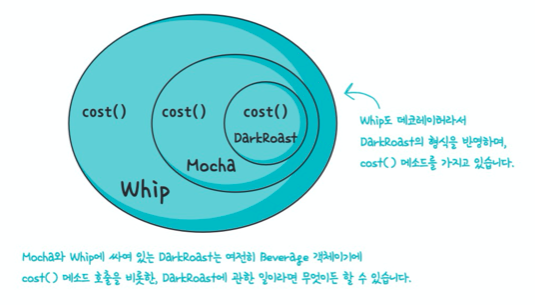 cost()
cost()
cost()
DarkRoast
Mocha
Whip
Whip도 데코레이터라서
DarkRoast의 형식을 반영하며,
cost() 메소드를 가지고 있습니다.
Mocha와 Whip에 싸여 있는 DarkRoast는 여전히 Beverage 객체이기에
cost() 메소드 호출을 비롯한, DarkRoast에 관한 일이라면 무엇이든 할 수 있습니다.